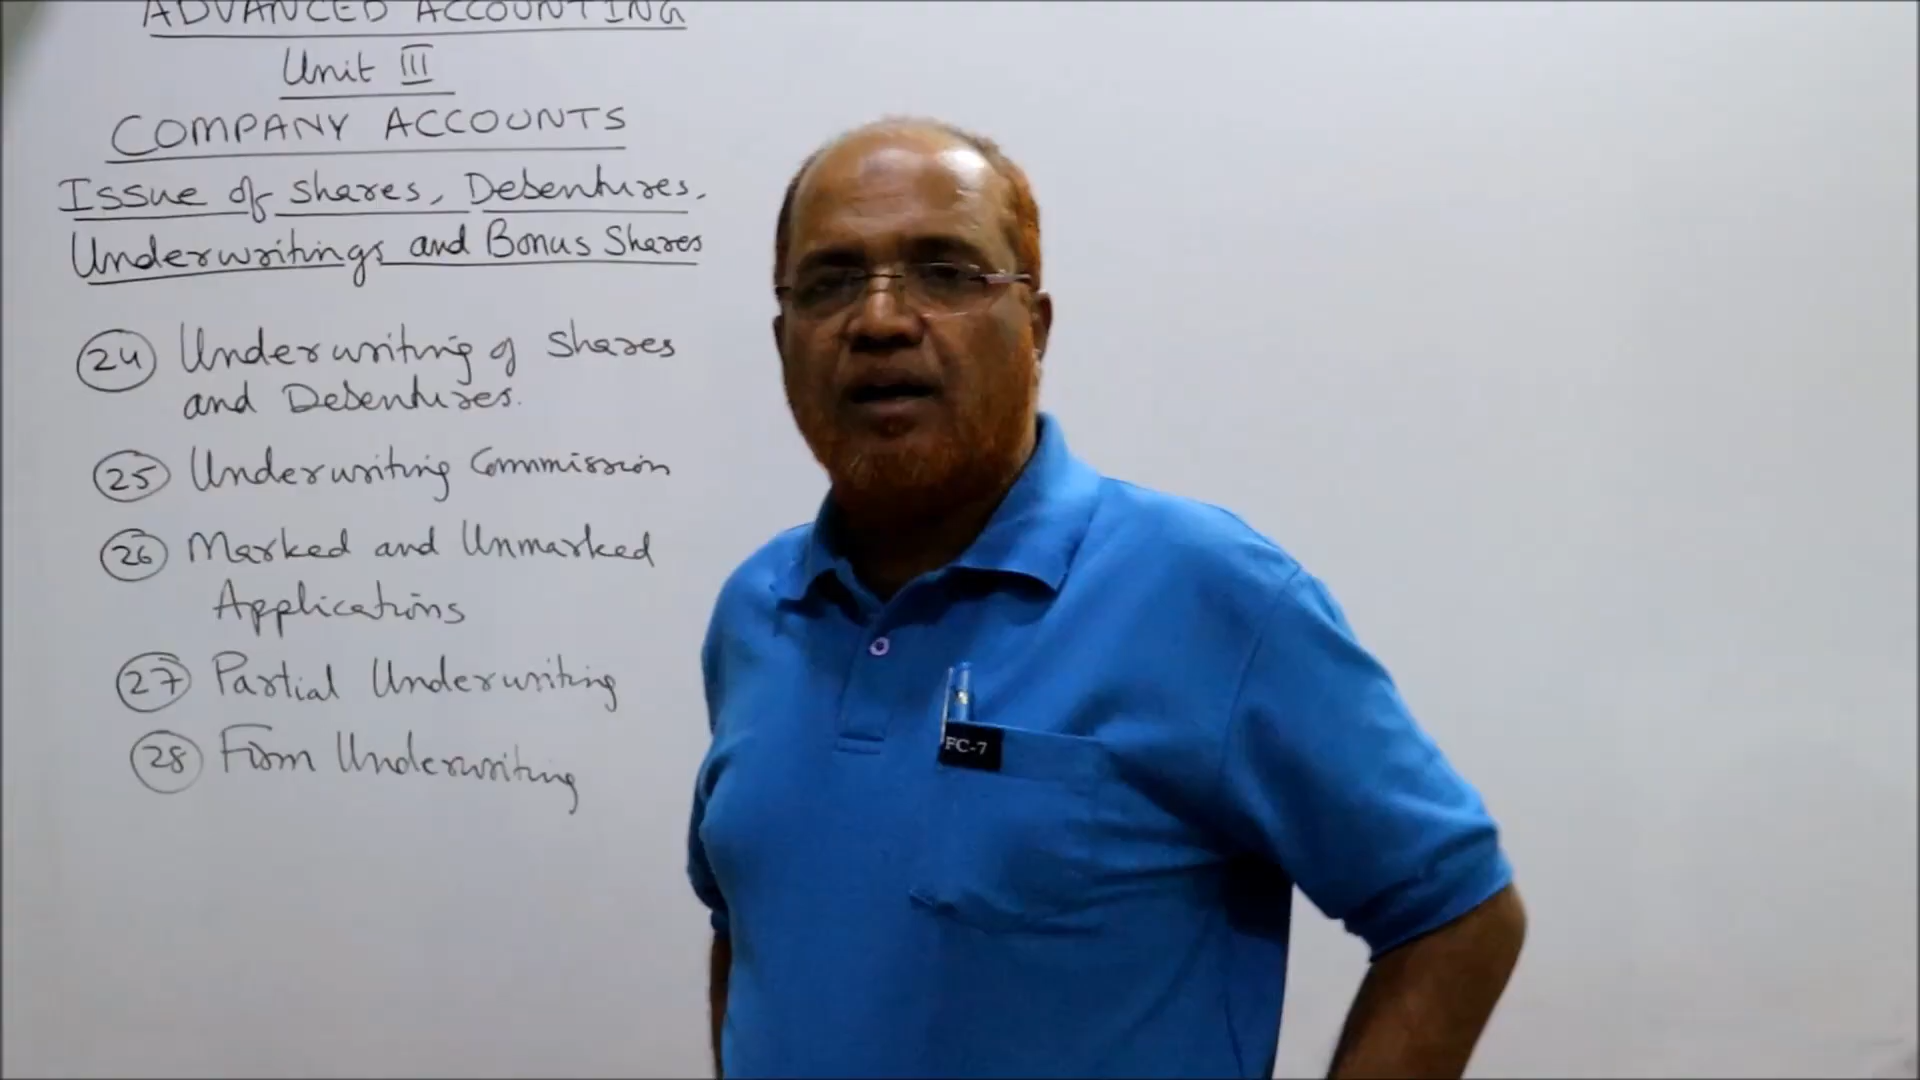 ADVANCED ACCOUNTING
Unit III
COMPANY ACCOUNTS
Issue of shares, Debentures,
Underwritings and Bonus Shares
24 Underwriting of Shares
and Debentures.
25 Underwriting Commission
26 Marked and Unmarked
Applications
27 Partial Underwriting
28 Firm Underwriting
FC-7